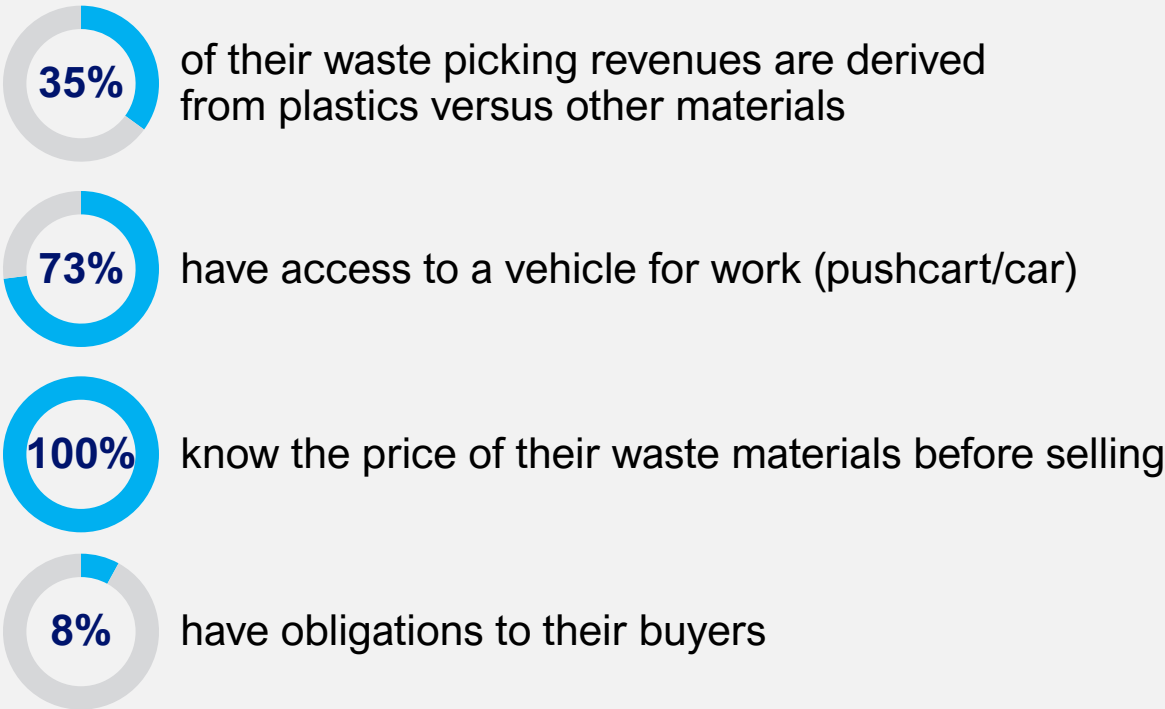 35%
of their waste picking revenues are derived
from plastics versus other materials
73%
have access to a vehicle for work (pushcart/car)
100%
know the price of their waste materials before selling
8%
have obligations to their buyers